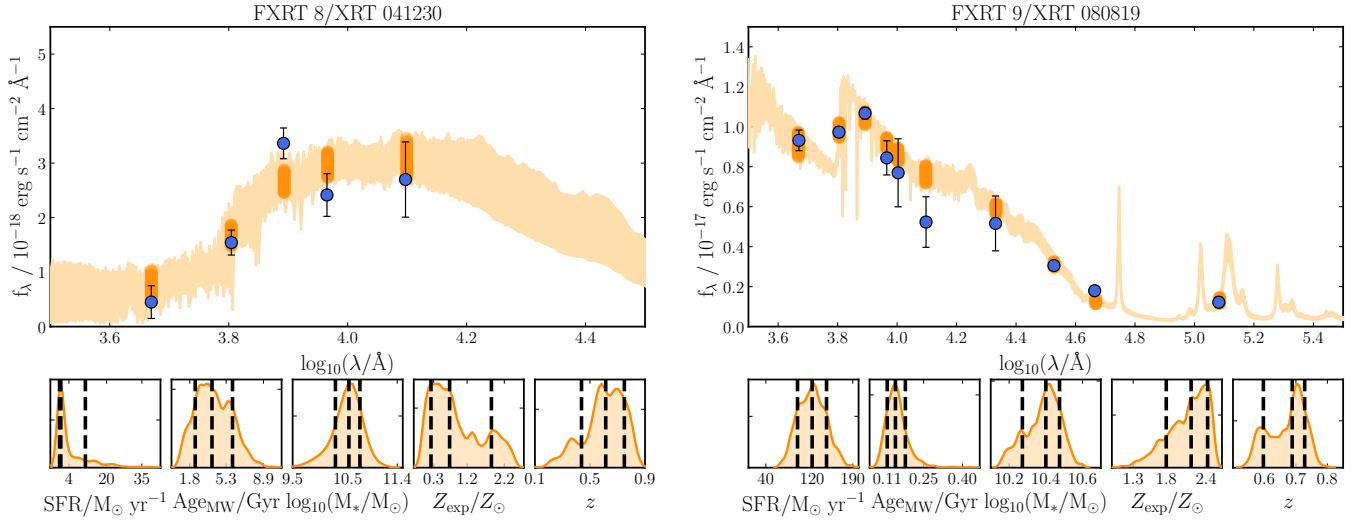 FXRT 8/XRT 041230
f_λ / 10⁻¹⁸ erg s⁻¹ cm⁻² Å⁻¹
5
4
3
2
1
0
3.6 3.8 4.0 4.2 4.4
log₁₀(λ/Å)
4 20 35
SFR/M⊙ yr⁻¹
1.8 5.3 8.9
Age_MW/Gyr
9.5 10.5 11.4
log₁₀(M_*/M⊙)
0.3 1.2 2.2
Z_exp/Z⊙
0.1 0.5 0.9
z
FXRT 9/XRT 080819
f_λ / 10⁻¹⁷ erg s⁻¹ cm⁻² Å⁻¹
1.4
1.2
1.0
0.8
0.6
0.4
0.2
0.0
3.6 3.8 4.0 4.2 4.4 4.6 4.8 5.0 5.2 5.4
log₁₀(λ/Å)
40 120 190
SFR/M⊙ yr⁻¹
0.11 0.25 0.40
Age_MW/Gyr
10.2 10.4 10.6
log₁₀(M_*/M⊙)
1.3 1.8 2.4
Z_exp/Z⊙
0.6 0.7 0.8
z